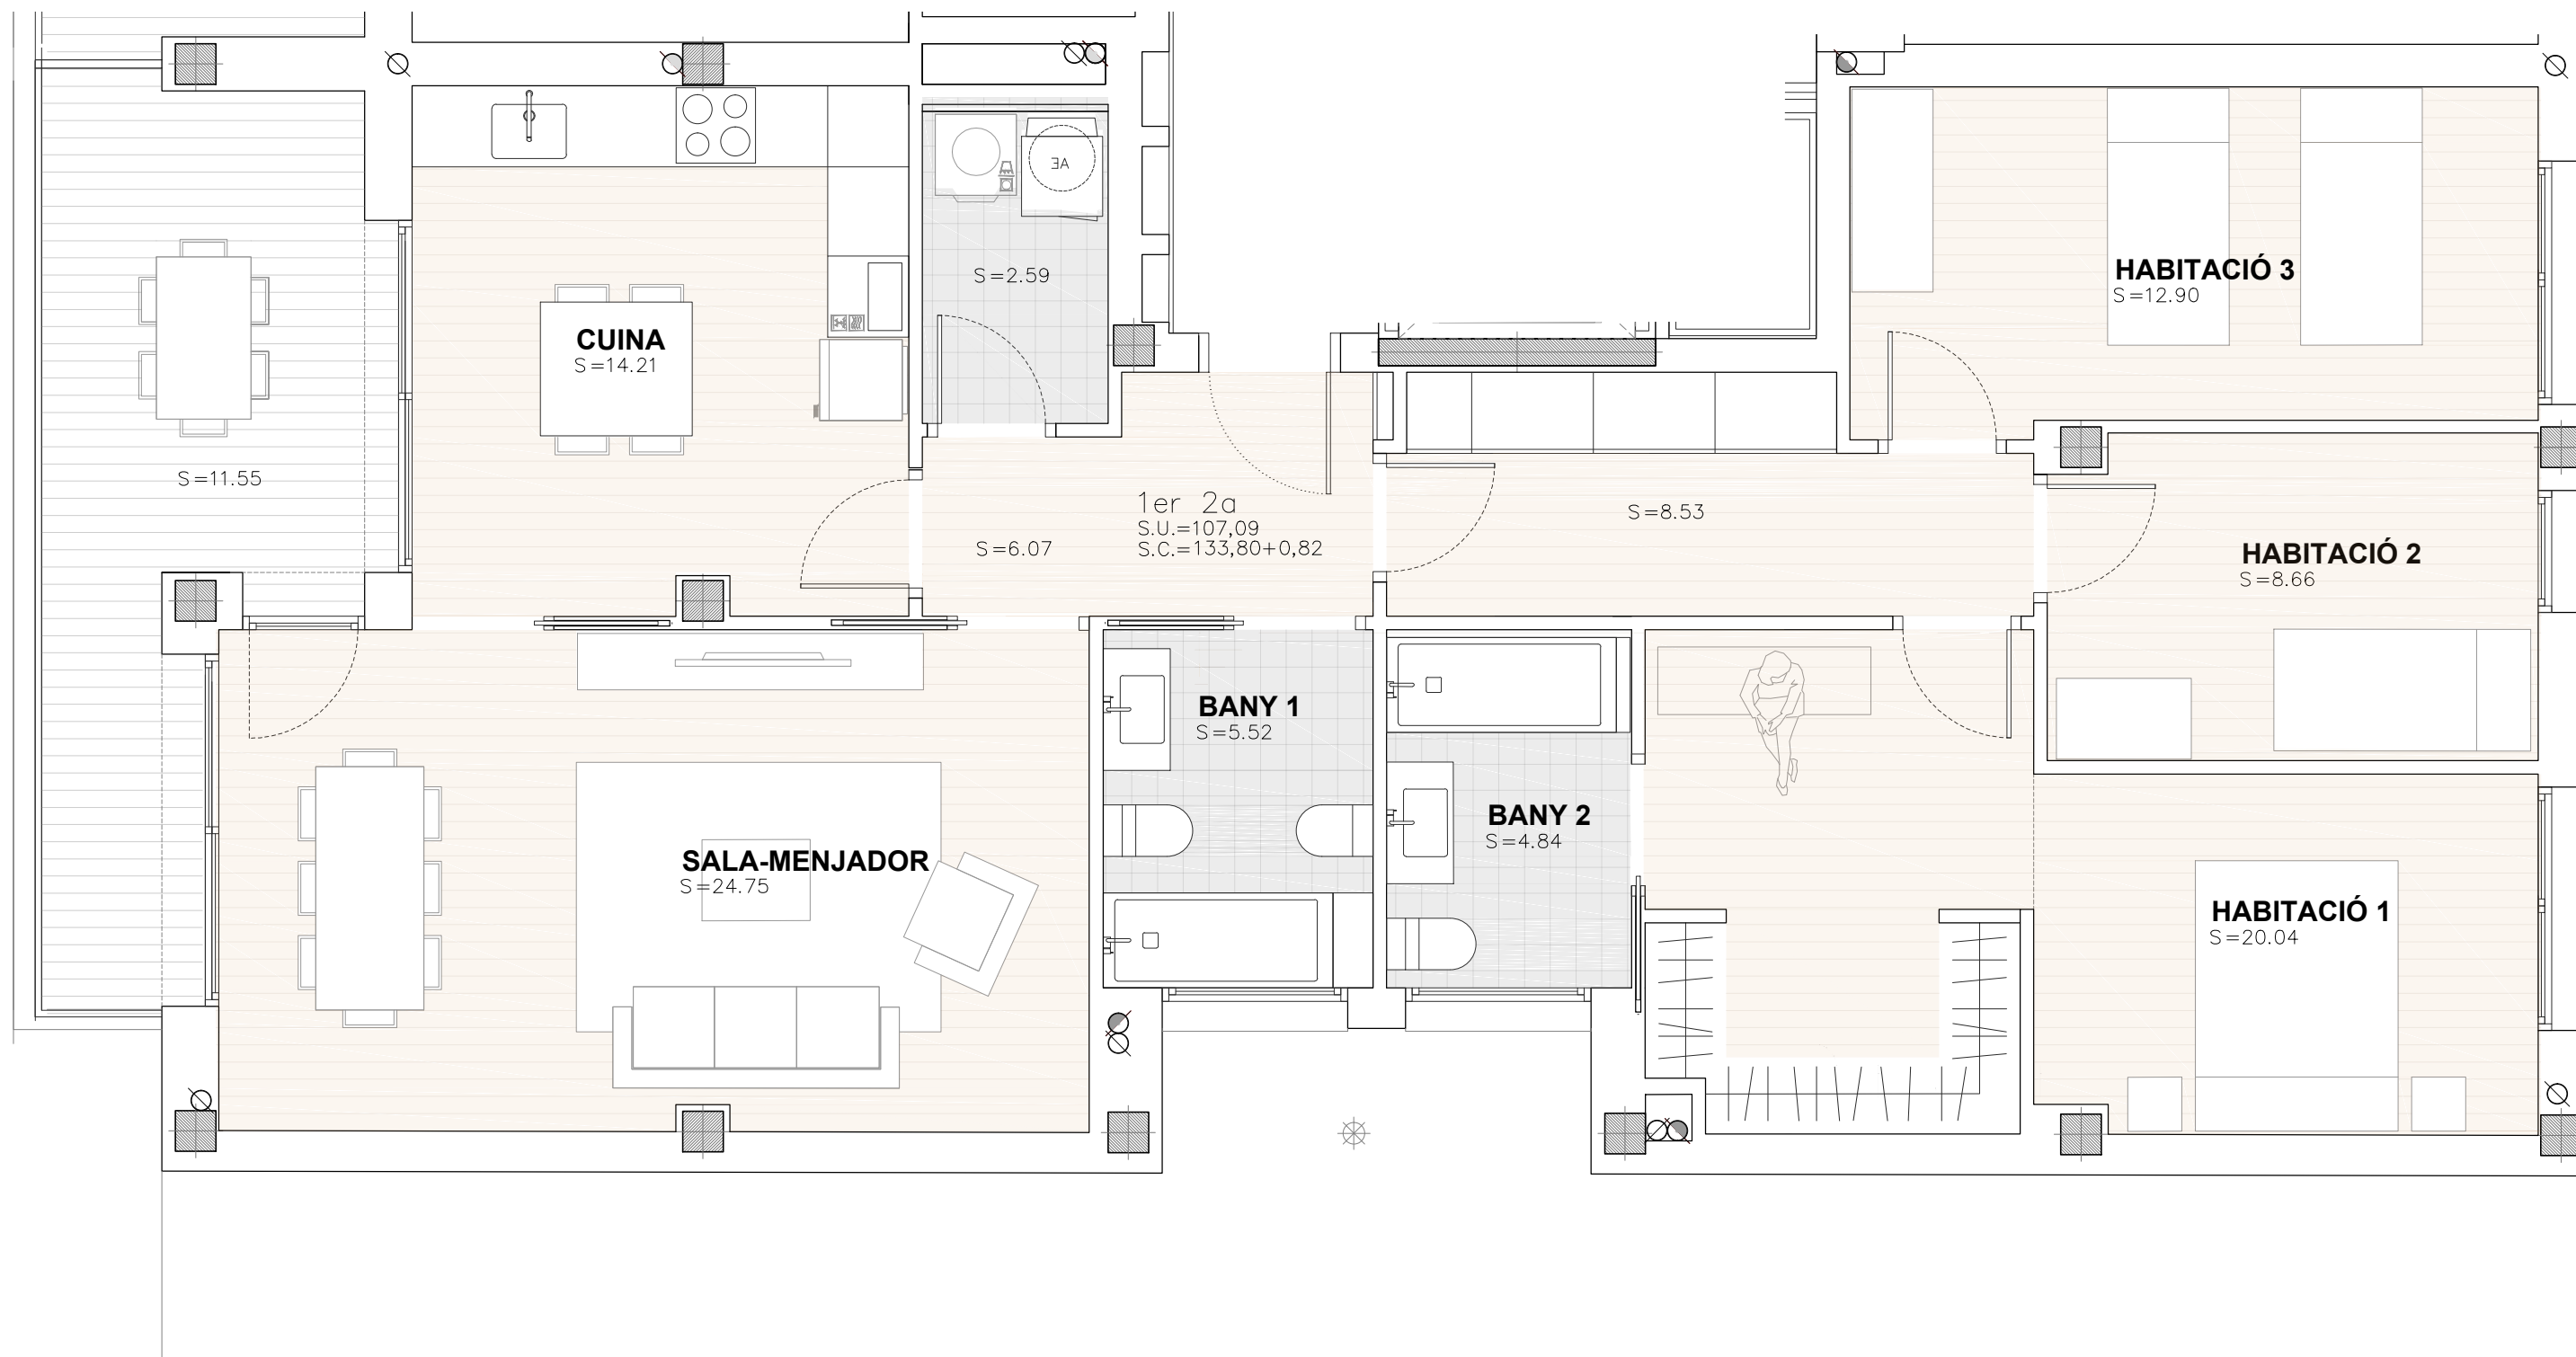 HABITACIÓ 3
S=12.90
S=2.59
CUINA
S=14.21
S=11.55
1er 2a
S.U.=107,09
S.C.=133,80+0,82
S=6.07
S=8.53
HABITACIÓ 2
S=8.66
BANY 1
S=5.52
BANY 2
S=4.84
SALA-MENJADOR
S=24.75
HABITACIÓ 1
S=20.04